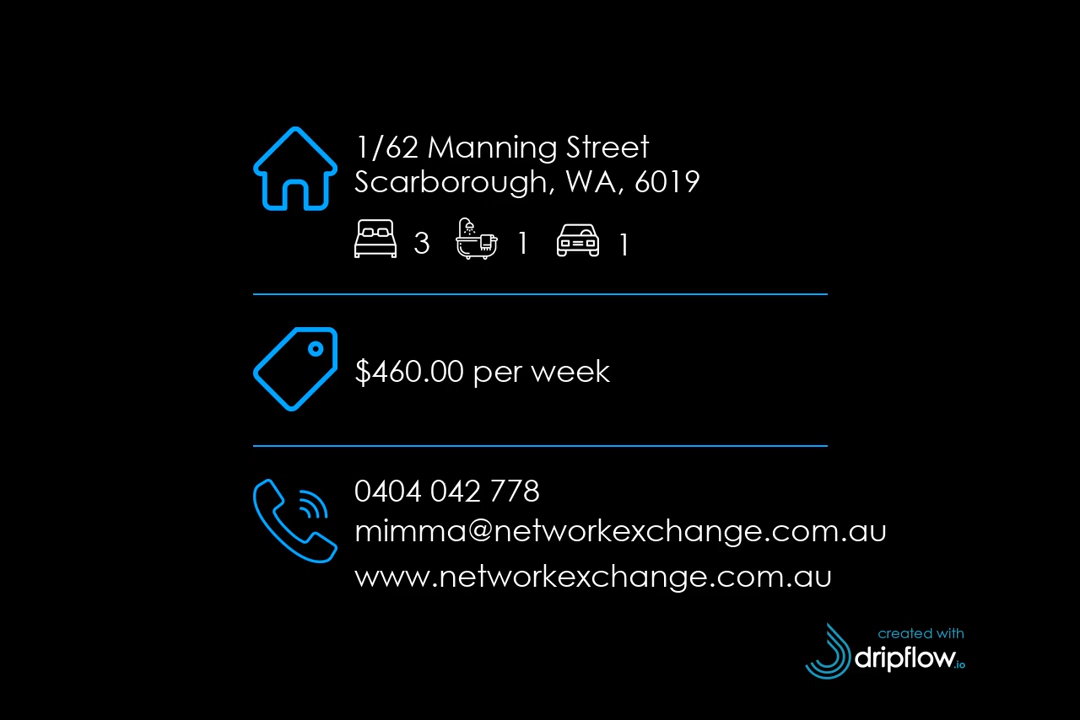 1/62 Manning Street
Scarborough, WA, 6019
3 1 1
$460.00 per week
0404 042 778
mimma@networkexchange.com.au
www.networkexchange.com.au
created with
dripflow.io